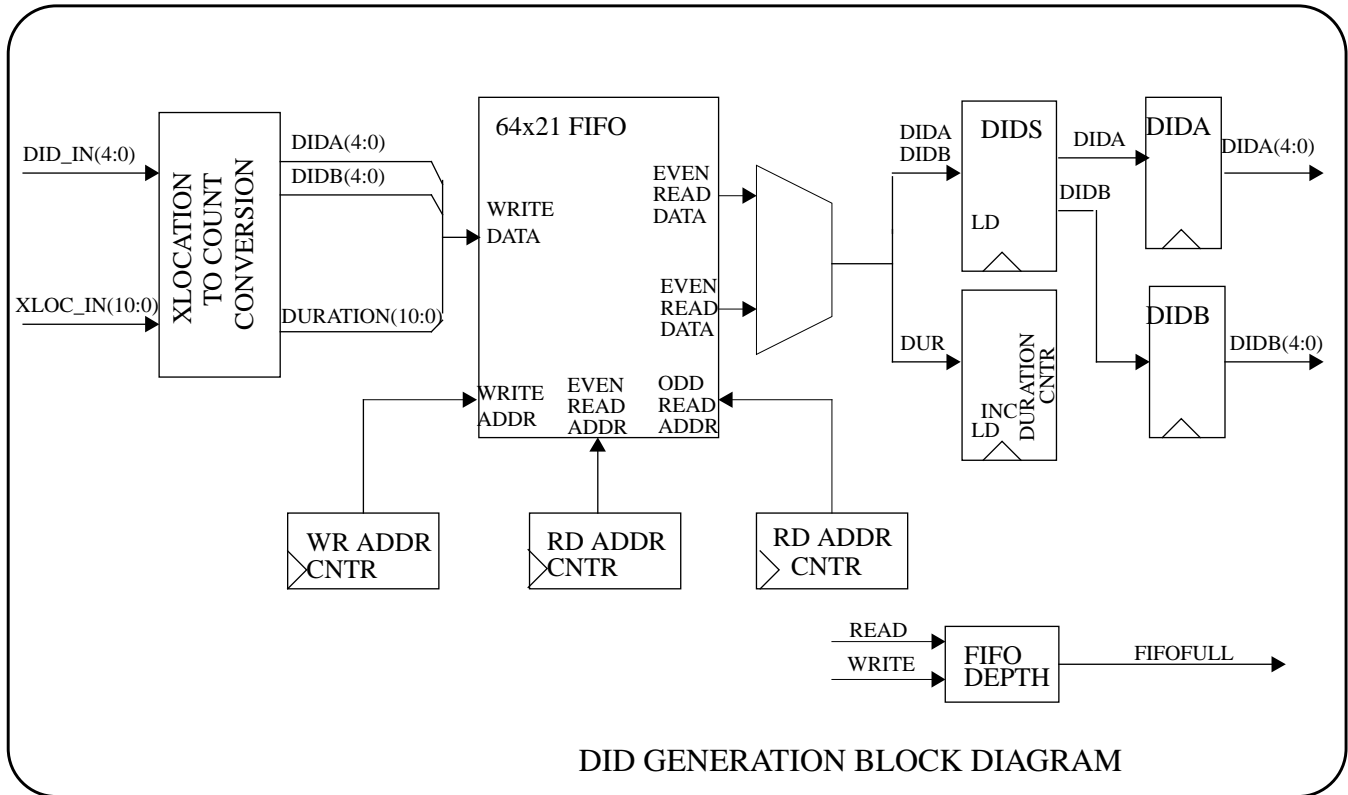 DID_IN(4:0)
XLOC_IN(10:0)
XLOCATION
TO COUNT
CONVERSION
DIDA(4:0)
DIDB(4:0)
DURATION(10:0)
64x21 FIFO
WRITE
DATA
EVEN
READ
DATA
EVEN
READ
DATA
WRITE
ADDR
EVEN
READ
ADDR
ODD
READ
ADDR
WR ADDR
CNTR
RD ADDR
CNTR
RD ADDR
CNTR
DIDA
DIDB
DUR
DIDS
LD
DIDA
DIDB
DURATION
CNTR
INC
LD
DIDA
DIDA(4:0)
DIDB
DIDB(4:0)
READ
WRITE
FIFO
DEPTH
FIFOFULL
DID GENERATION BLOCK DIAGRAM